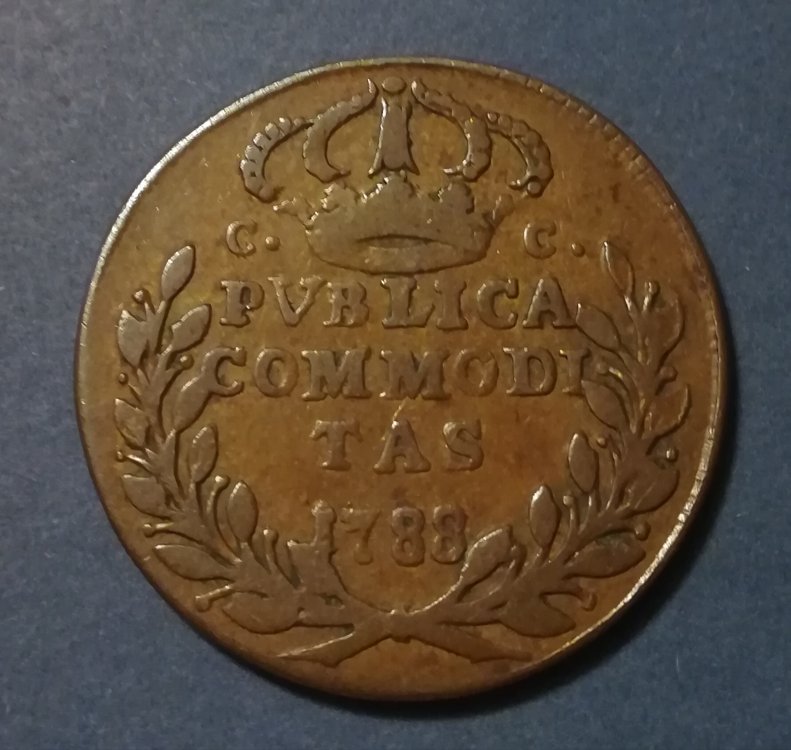 C. C.
PVBLICA
COMMODI
TAS
1788